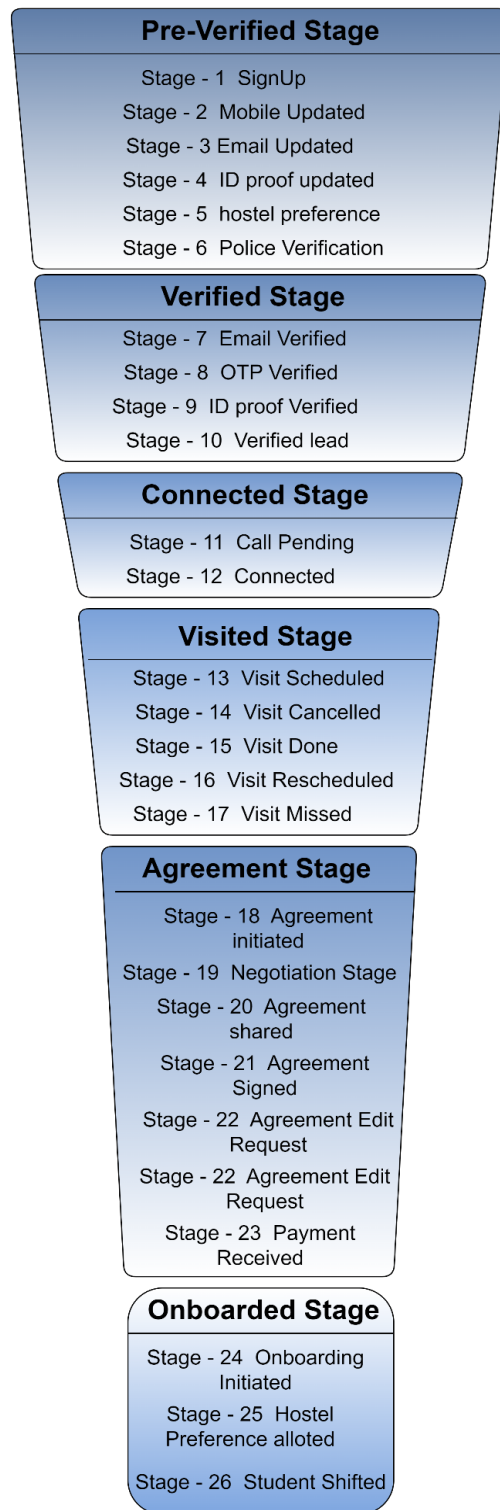 Pre-Verified Stage
Stage - 1 SignUp
Stage - 2 Mobile Updated
Stage - 3 Email Updated
Stage - 4 ID proof updated
Stage - 5 hostel preference
Stage - 6 Police Verification
Verified Stage
Stage - 7 Email Verified
Stage - 8 OTP Verified
Stage - 9 ID proof Verified
Stage - 10 Verified lead
Connected Stage
Stage - 11 Call Pending
Stage - 12 Connected
Visited Stage
Stage - 13 Visit Scheduled
Stage - 14 Visit Cancelled
Stage - 15 Visit Done
Stage - 16 Visit Rescheduled
Stage - 17 Visit Missed
Agreement Stage
Stage - 18 Agreement
initiated
Stage - 19 Negotiation Stage
Stage - 20 Agreement
shared
Stage - 21 Agreement
Signed
Stage - 22 Agreement Edit
Request
Stage - 22 Agreement Edit
Request
Stage - 23 Payment
Received
Onboarded Stage
Stage - 24 Onboarding
Initiated
Stage - 25 Hostel
Preference alloted
Stage - 26 Student Shifted